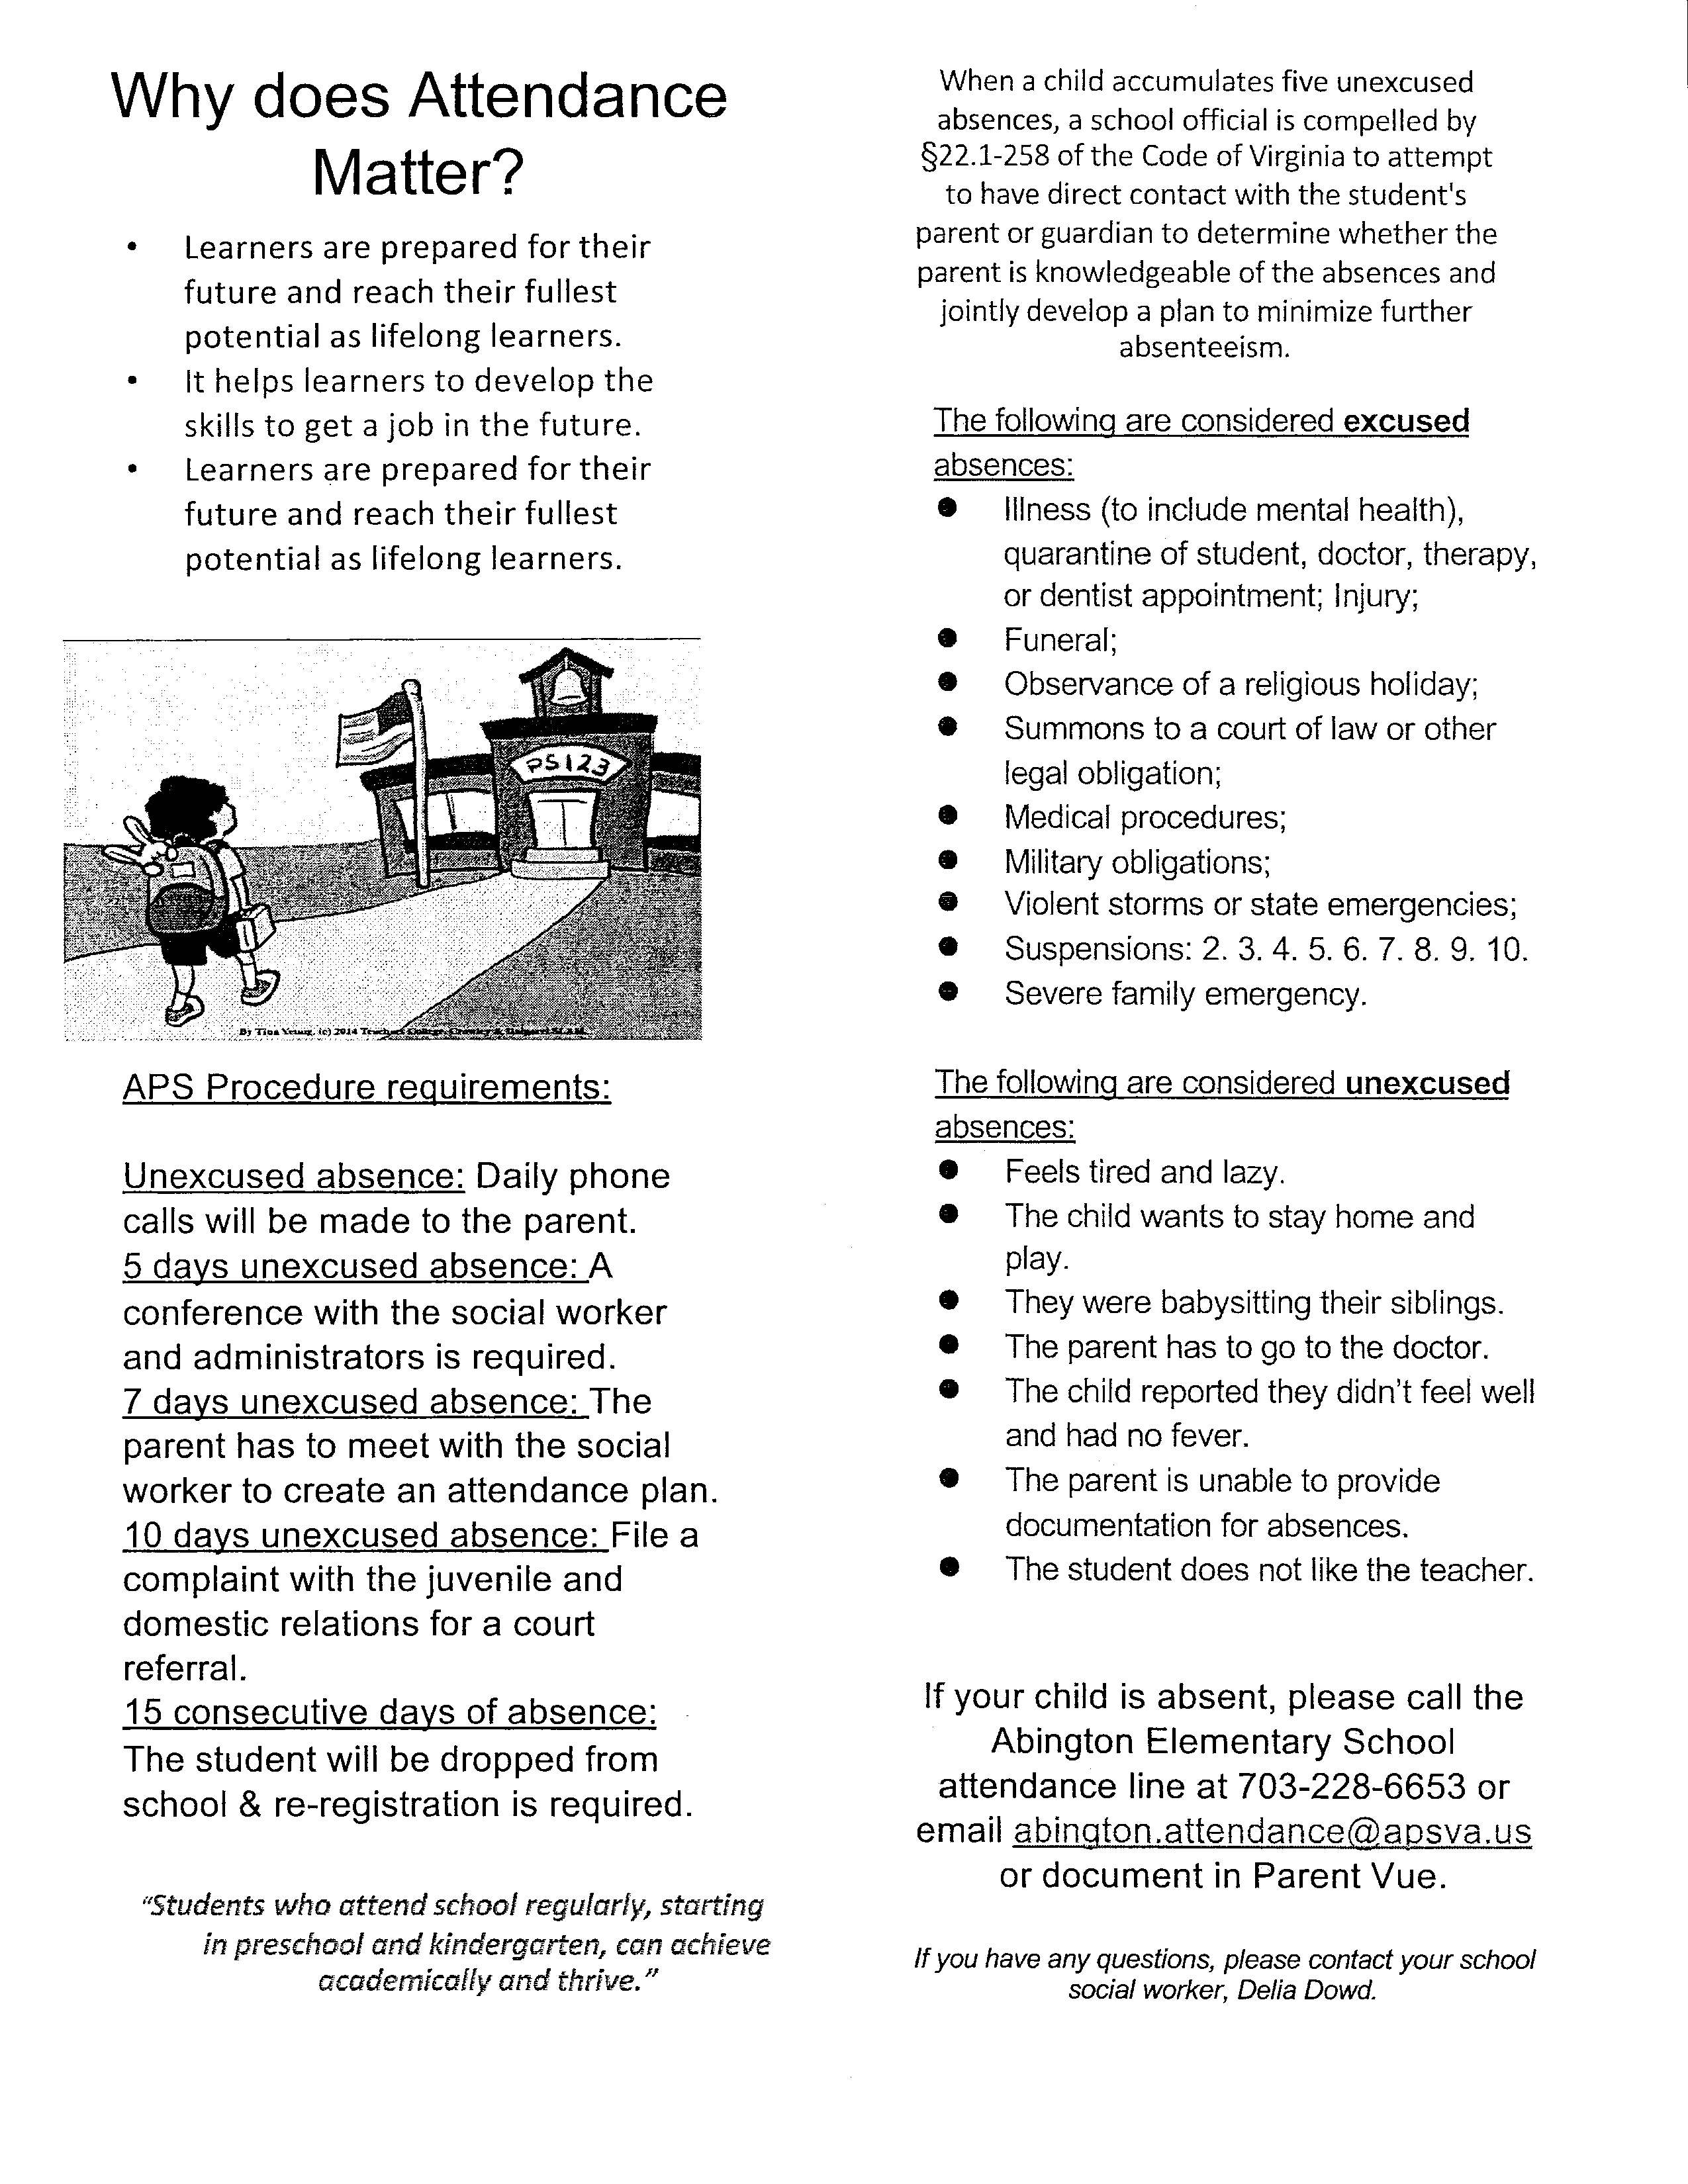 Why does Attendance
Matter?
• Learners are prepared for their
future and reach their fullest
potential as lifelong learners.
• It helps learners to develop the
skills to get a job in the future.
• Learners are prepared for their
future and reach their fullest
potential as lifelong learners.
PS 123
By Tina Young, (c) 2014 Teachers College,
APS Procedure requirements:
Unexcused absence: Daily phone
calls will be made to the parent.
5 days unexcused absence: A
conference with the social worker
and administrators is required.
7 days unexcused absence: The
parent has to meet with the social
worker to create an attendance plan.
10 days unexcused absence: File a
complaint with the juvenile and
domestic relations for a court
referral.
15 consecutive days of absence:
The student will be dropped from
school & re-registration is required.
“Students who attend school regularly, starting
in preschool and kindergarten, can achieve
academically and thrive.”
When a child accumulates five unexcused
absences, a school official is compelled by
§22.1-258 of the Code of Virginia to attempt
to have direct contact with the student's
parent or guardian to determine whether the
parent is knowledgeable of the absences and
jointly develop a plan to minimize further
absenteeism.
The following are considered excused
absences:
● Illness (to include mental health),
quarantine of student, doctor, therapy,
or dentist appointment; Injury;
● Funeral;
● Observance of a religious holiday;
● Summons to a court of law or other
legal obligation;
● Medical procedures;
● Military obligations;
● Violent storms or state emergencies;
● Suspensions: 2. 3. 4. 5. 6. 7. 8. 9. 10.
● Severe family emergency.
The following are considered unexcused
absences:
● Feels tired and lazy.
● The child wants to stay home and
play.
● They were babysitting their siblings.
● The parent has to go to the doctor.
● The child reported they didn’t feel well
and had no fever.
● The parent is unable to provide
documentation for absences.
● The student does not like the teacher.
If your child is absent, please call the
Abington Elementary School
attendance line at 703-228-6653 or
email abington.attendance@apsva.us
or document in Parent Vue.
If you have any questions, please contact your school
social worker, Delia Dowd.